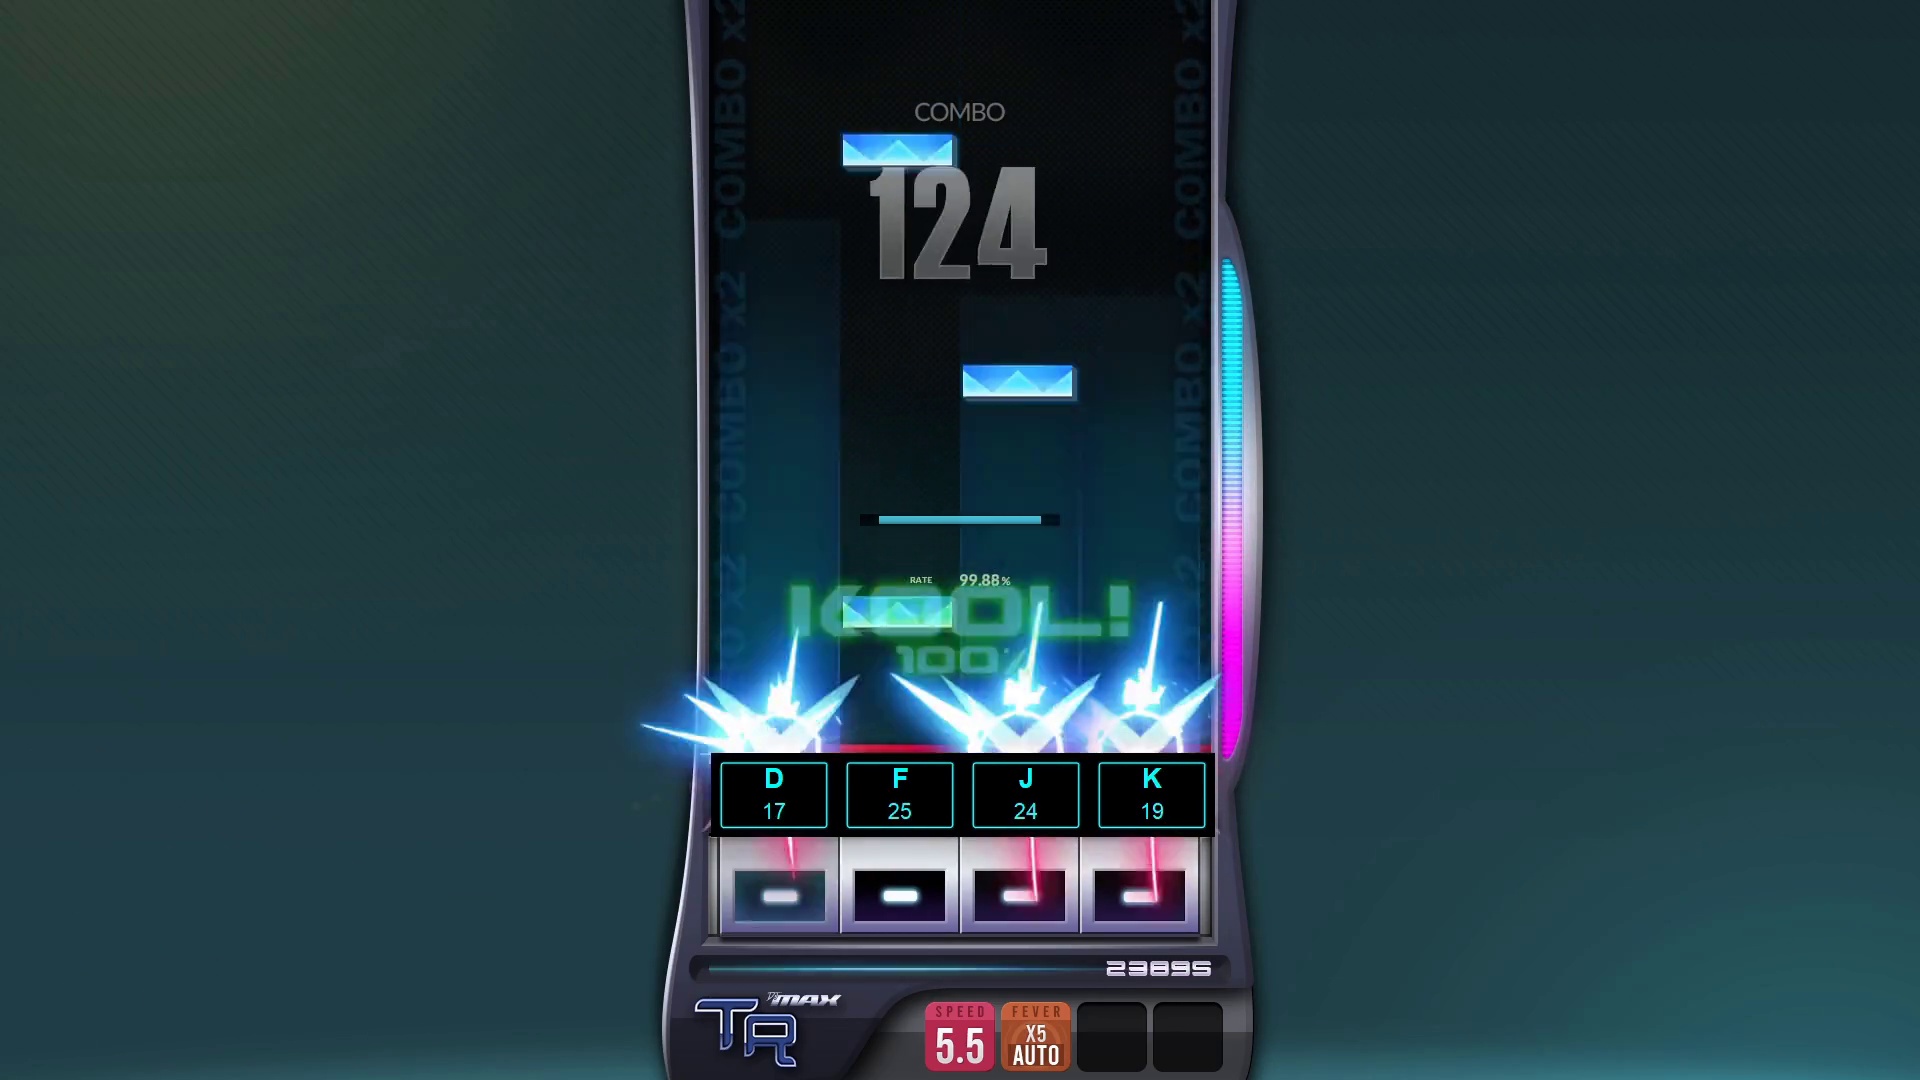 COMBO
124
COMBO x2
COMBO x2
COMBO x2
COMBO x2
RATE 99.88%
KOOL!
100%
D F J K
17 25 24 19
23895
DJMAX
TR
SPEED FEVER
5.5 X5
AUTO